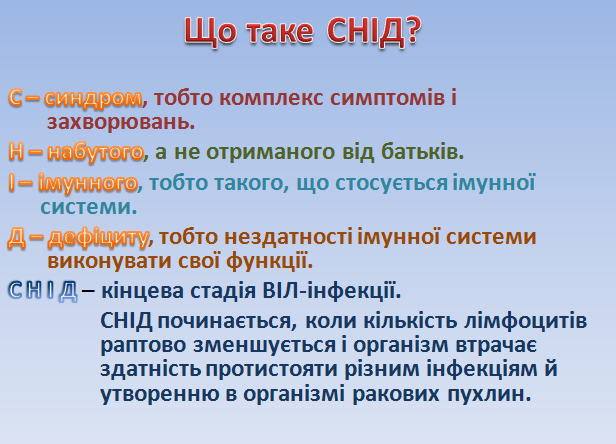 Що таке СНІД?
С – синдром, тобто комплекс симптомів і
захворювань.
Н – набутого, а не отриманого від батьків.
І – імунного, тобто такого, що стосується імунної
системи.
Д – дефіциту, тобто нездатності імунної системи
виконувати свої функції.
С Н І Д – кінцева стадія ВІЛ-інфекції.
СНІД починається, коли кількість лімфоцитів
раптово зменшується і організм втрачає
здатність протистояти різним інфекціям й
утворенню в організмі ракових пухлин.